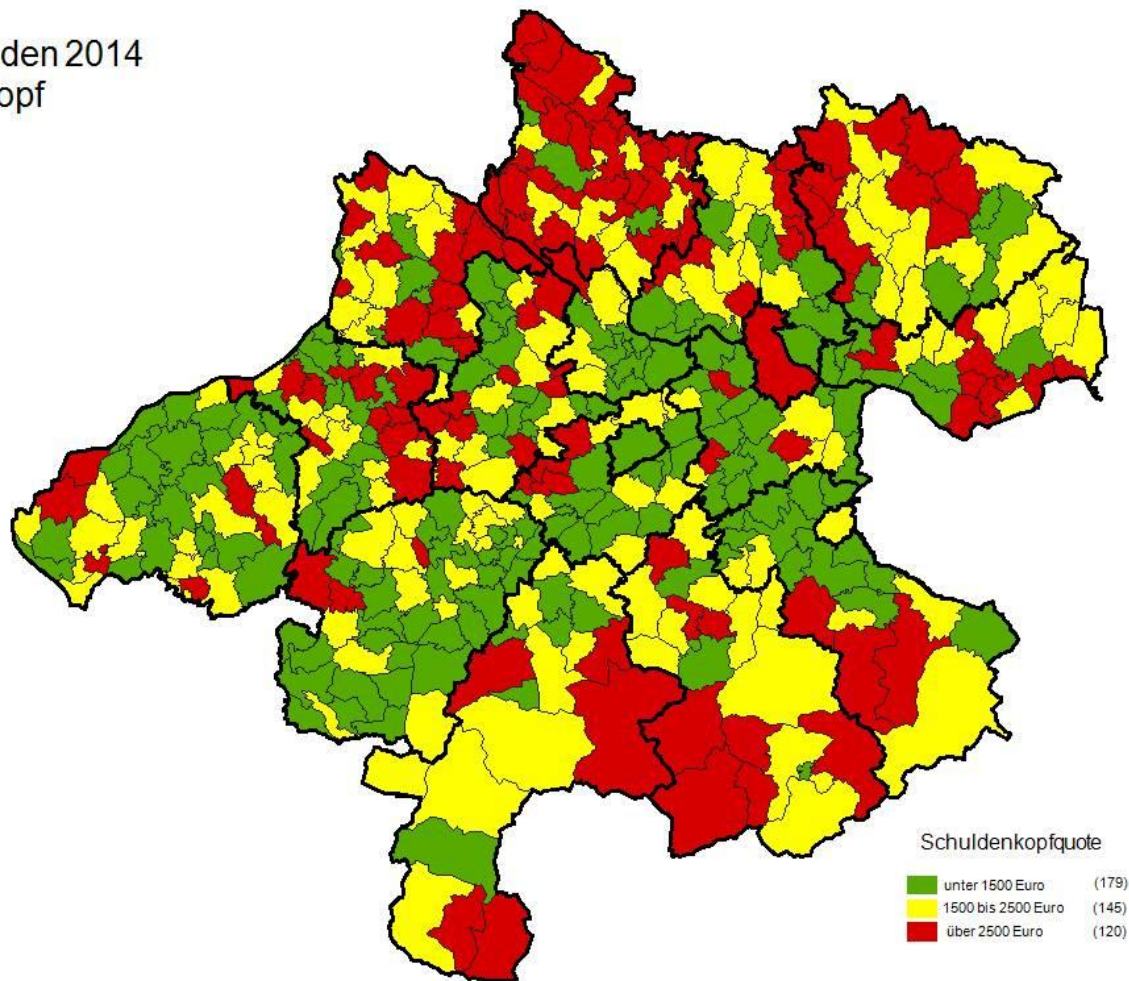 den 2014
opf
Schuldenkopfquote
unter 1500 Euro (179)
1500 bis 2500 Euro (145)
über 2500 Euro (120)